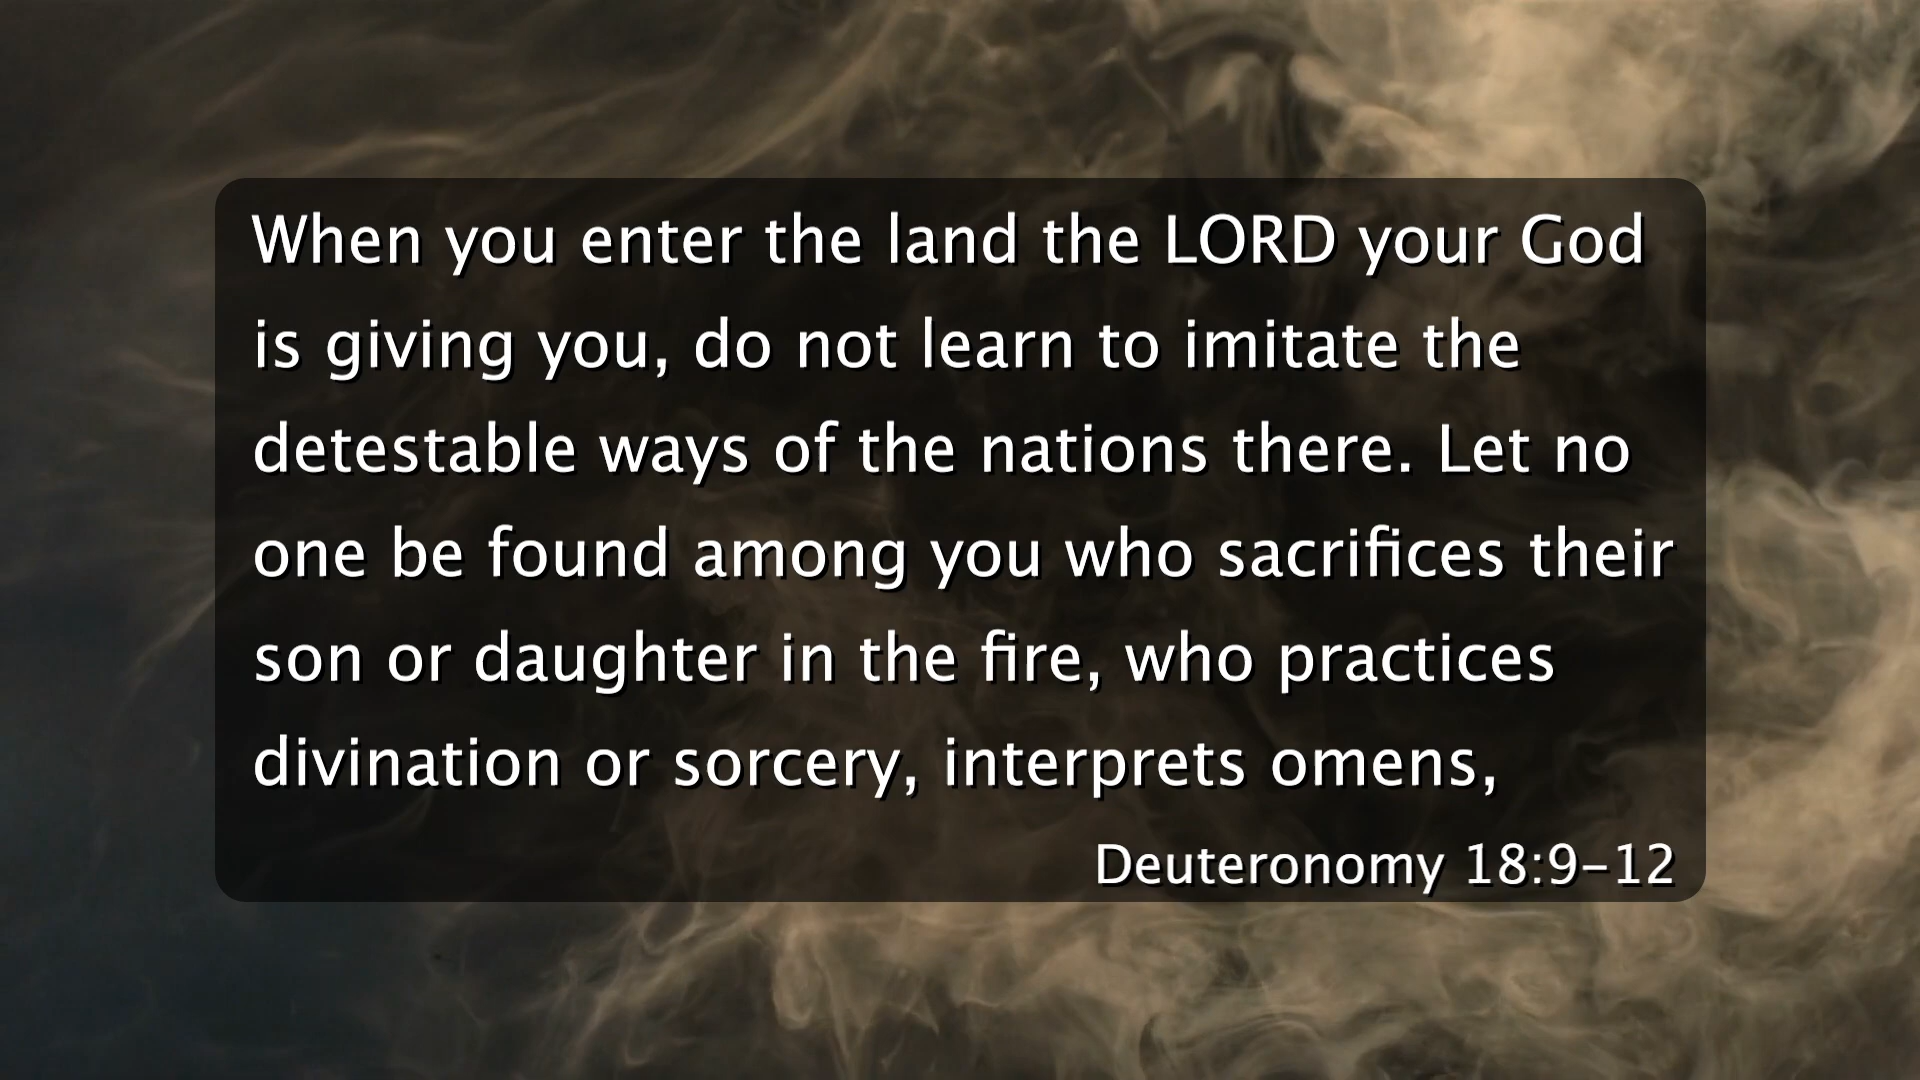 When you enter the land the LORD your God
is giving you, do not learn to imitate the
detestable ways of the nations there. Let no
one be found among you who sacrifices their
son or daughter in the fire, who practices
divination or sorcery, interprets omens,
Deuteronomy 18:9–12